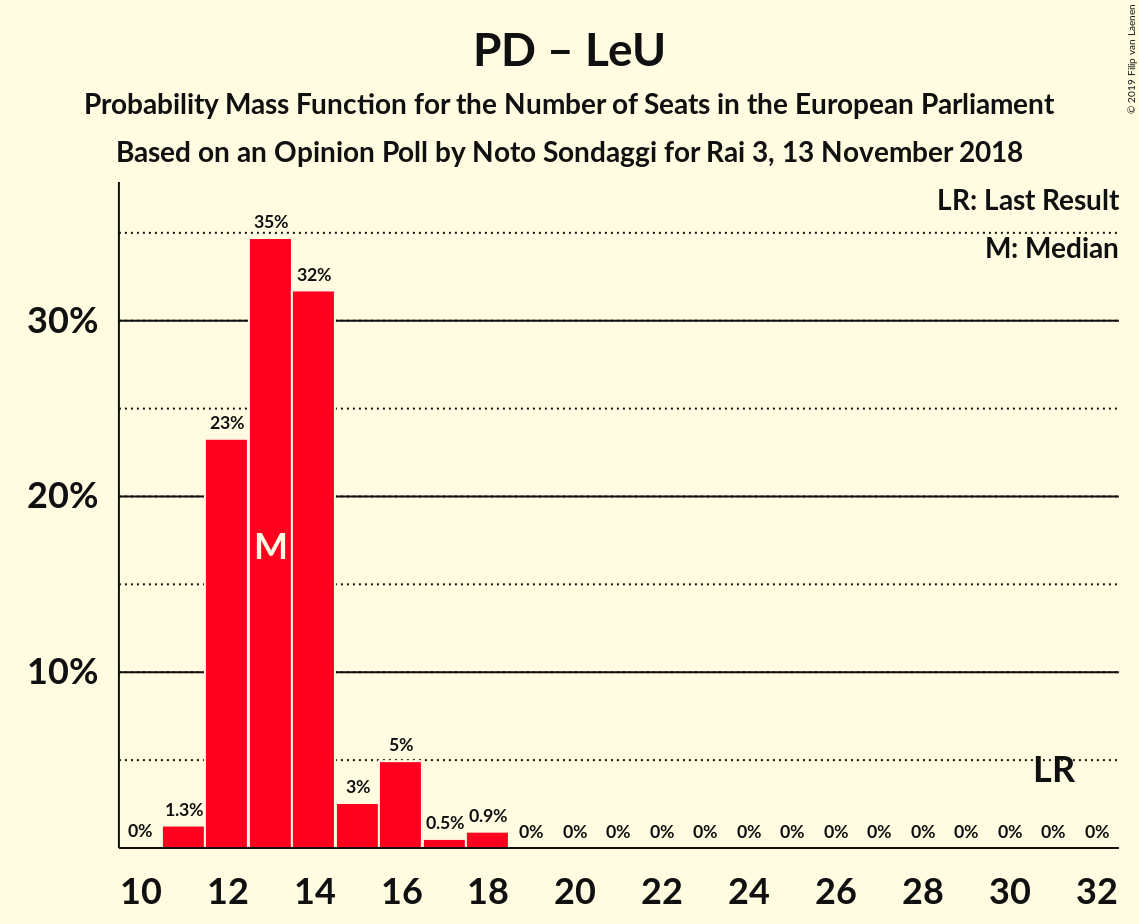 PD – LeU
Probability Mass Function for the Number of Seats in the European Parliament
Based on an Opinion Poll by Noto Sondaggi for Rai 3, 13 November 2018
© 2019 Filip van Laenen
LR: Last Result
M: Median
30%
20%
10%
0%
1.3%
23%
35%
32%
3%
5%
0.5%
0.9%
0%
0%
0%
0%
0%
0%
0%
0%
0%
0%
0%
0%
0%
0%
M
LR
10 12 14 16 18 20 22 24 26 28 30 32